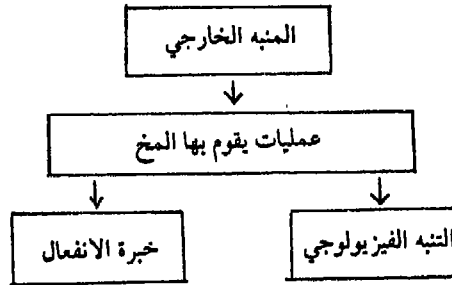 المنبه الخارجي
عمليات يقوم بها المخ
التنبه الفيزيولوجي
خبرة الانفعال